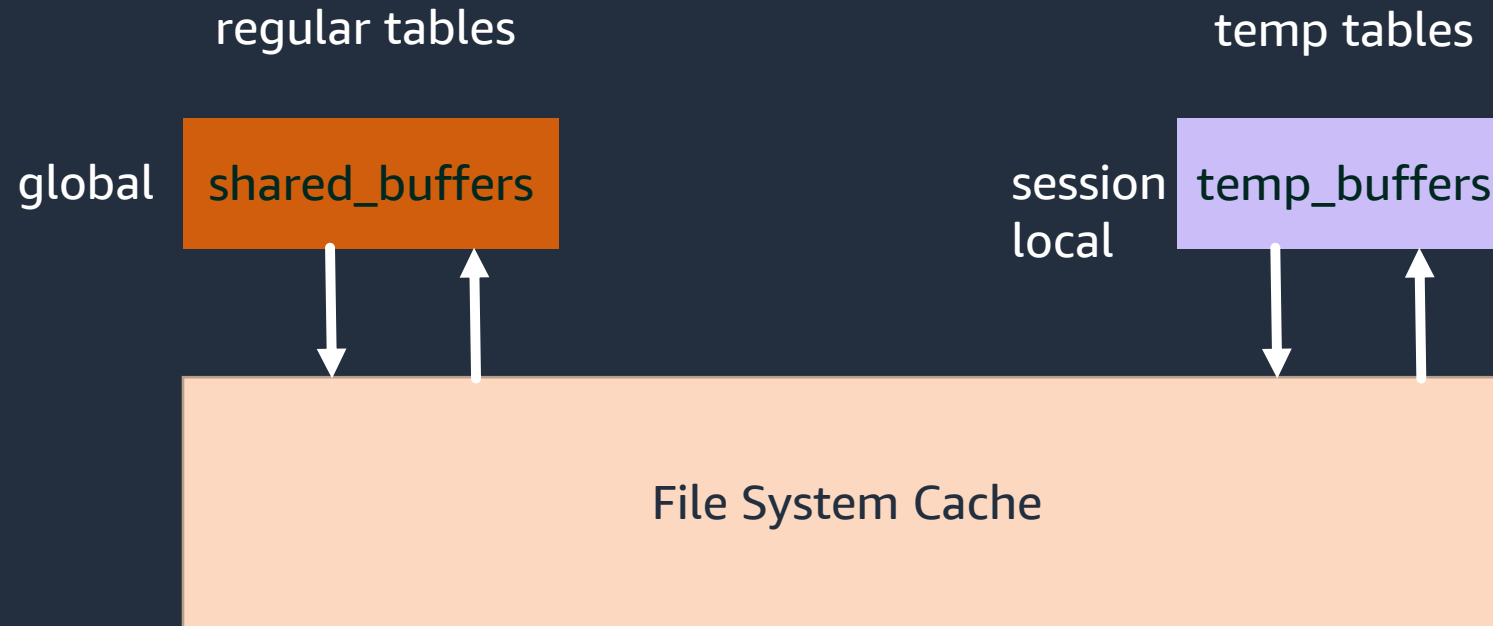 regular tables
temp tables
global
shared_buffers
session
local
temp_buffers
File System Cache